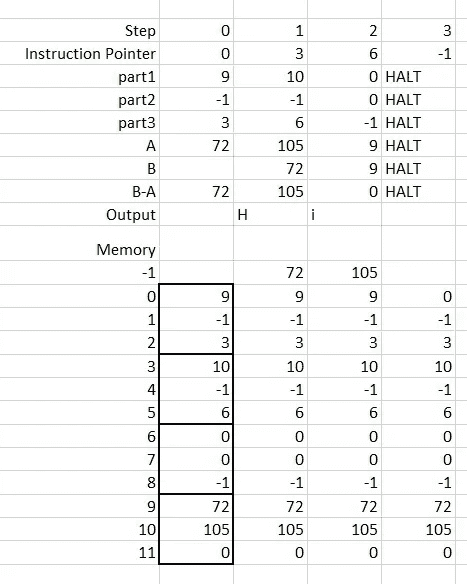 Step 0 1 2 3
Instruction Pointer 0 3 6 -1
part1 9 10 0 HALT
part2 -1 -1 0 HALT
part3 3 6 -1 HALT
A 72 105 9 HALT
B 72 9 HALT
B-A 72 105 0 HALT
Output H i
Memory
-1 72 105
0 9 9 9 0
1 -1 -1 -1 -1
2 3 3 3 3
3 10 10 10 10
4 -1 -1 -1 -1
5 6 6 6 6
6 0 0 0 0
7 0 0 0 0
8 -1 -1 -1 -1
9 72 72 72 72
10 105 105 105 105
11 0 0 0 0